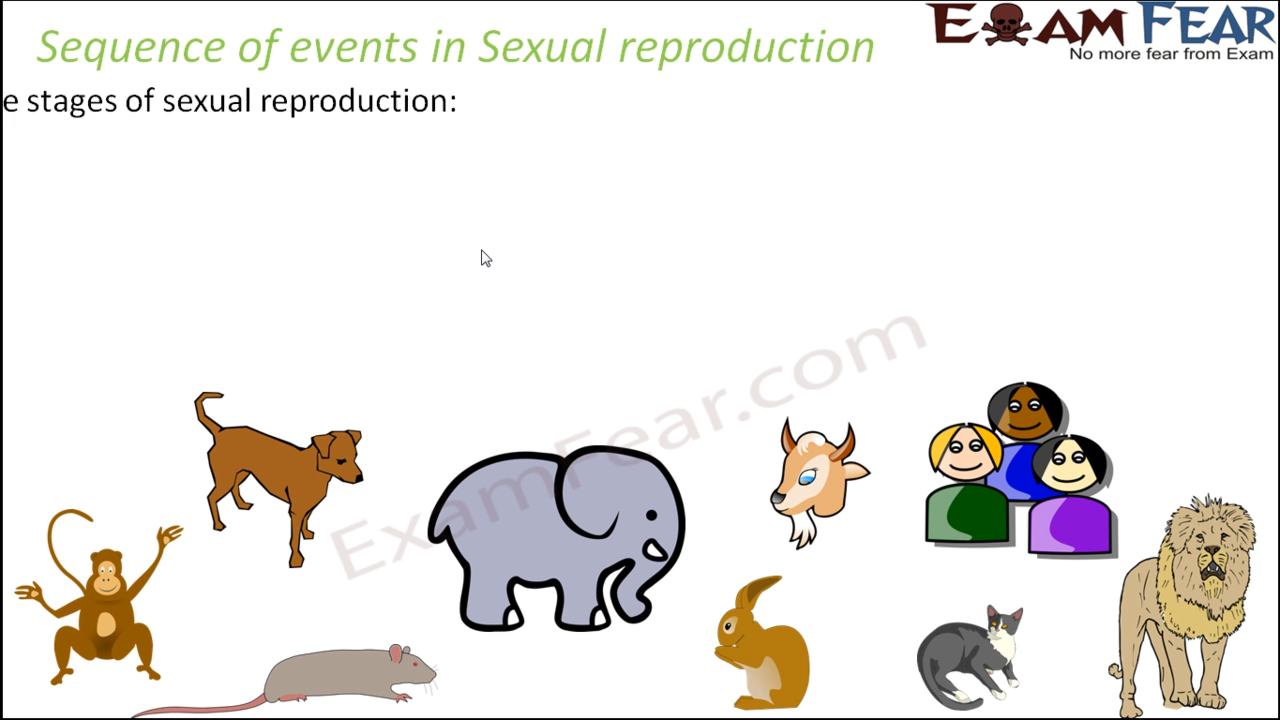 Sequence of events in Sexual reproduction
EXAM FEAR
No more fear from Exam
e stages of sexual reproduction:
ExamFear.com